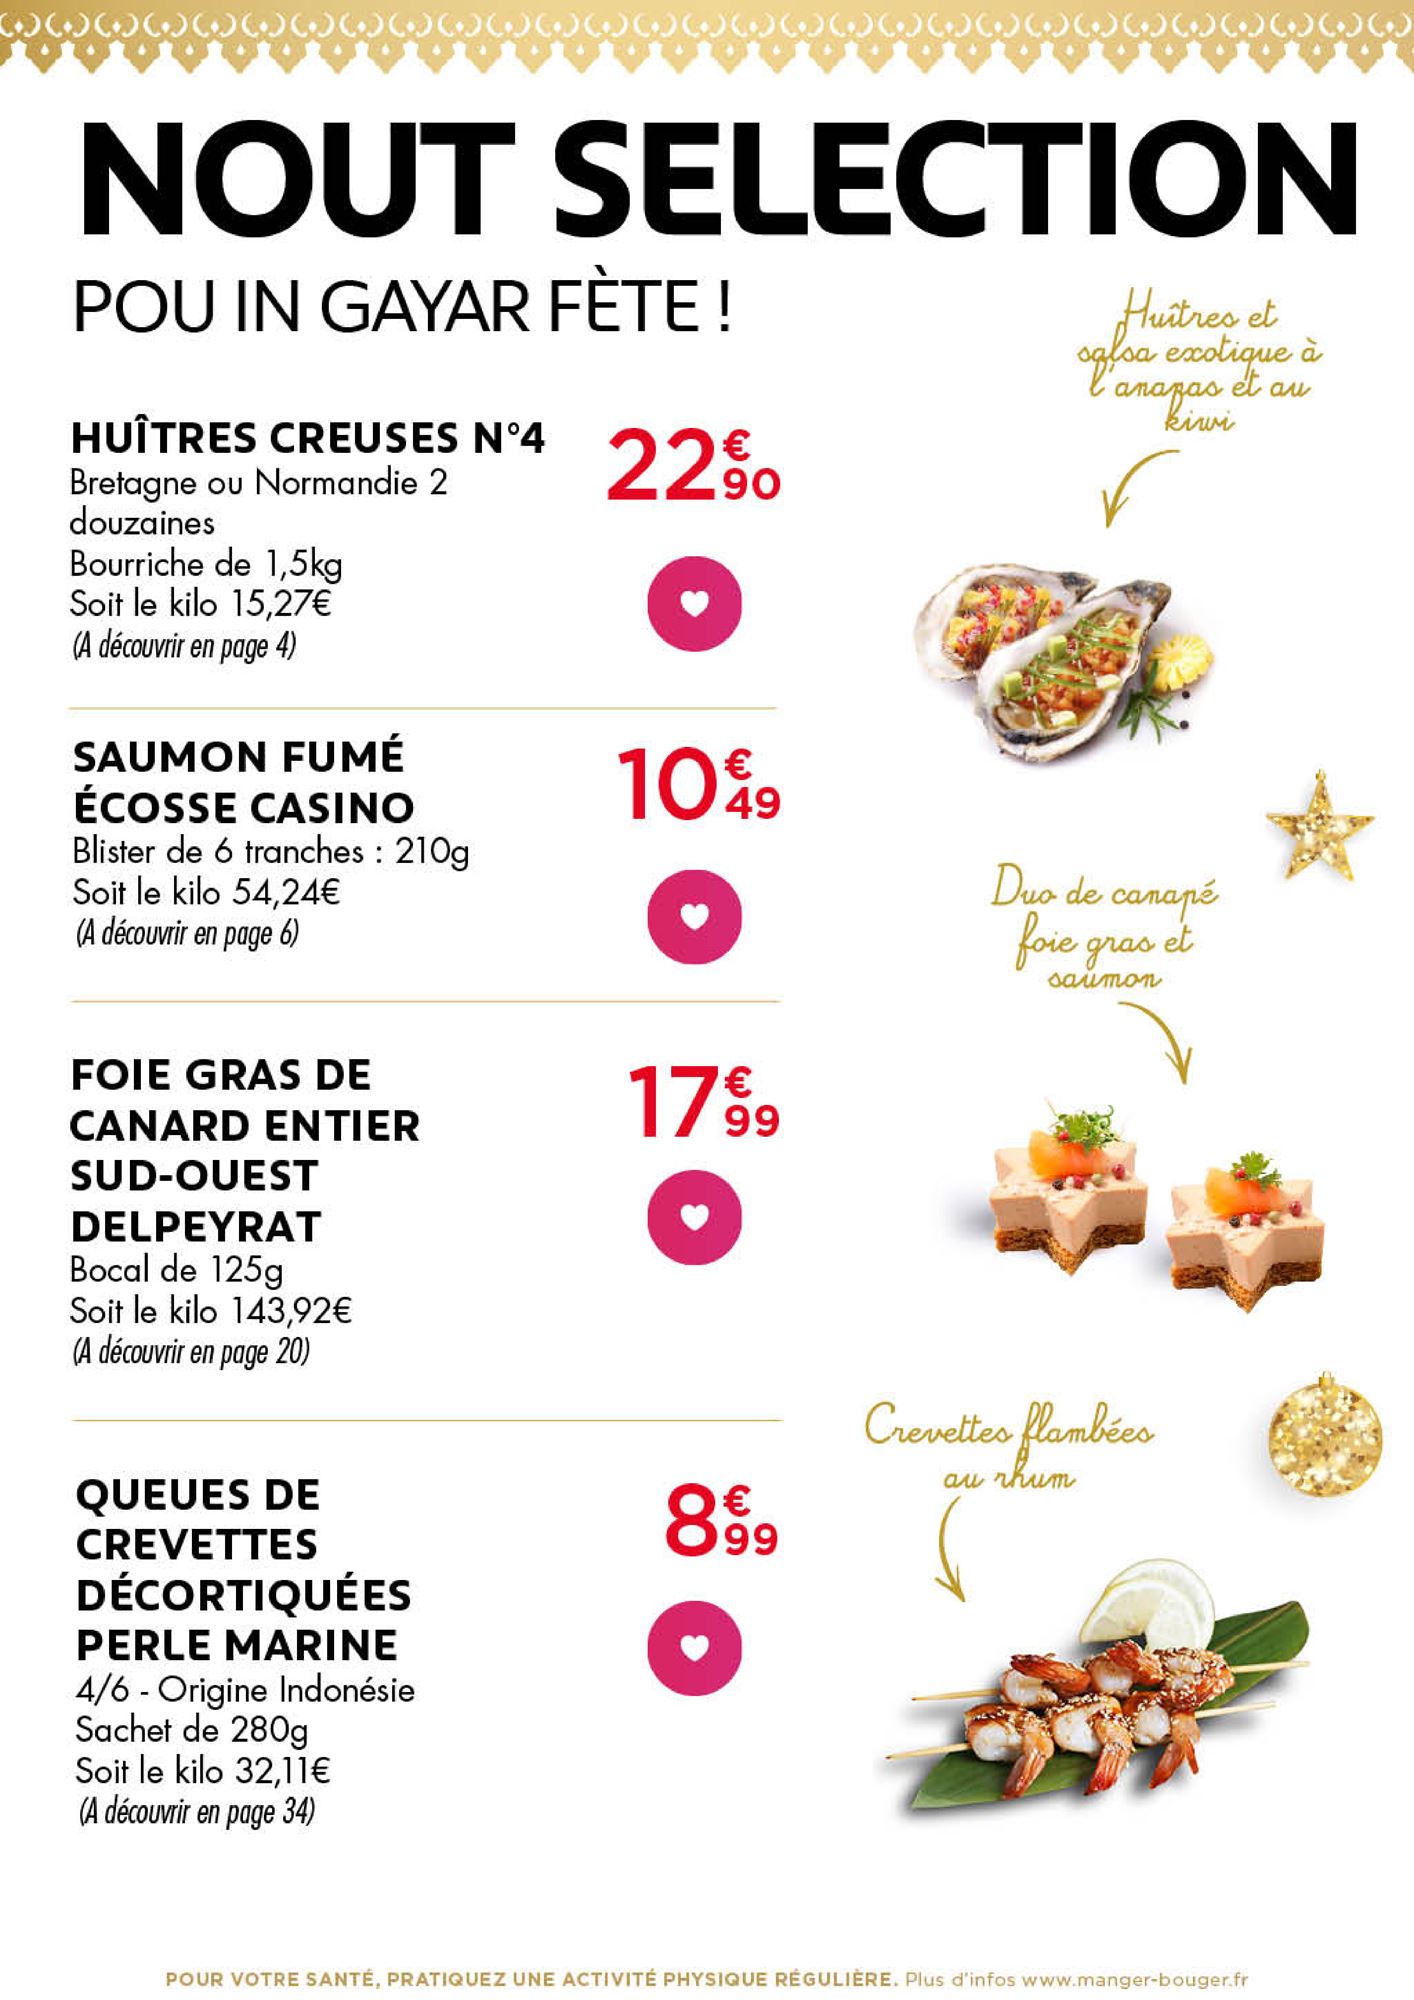 NOUT SELECTION
POU IN GAYAR FÈTE !
HUÎTRES CREUSES N°4
Bretagne ou Normandie 2
douzaines
Bourriche de 1,5kg
Soit le kilo 15,27€
(A découvrir en page 4)
22€90
Huîtres et
salsa exotique à
l'ananas et au
kiwi
SAUMON FUMÉ
ÉCOSSE CASINO
Blister de 6 tranches : 210g
Soit le kilo 54,24€
(A découvrir en page 6)
10€49
Duo de canapé
foie gras et
saumon
FOIE GRAS DE
CANARD ENTIER
SUD-OUEST
DELPEYRAT
Bocal de 125g
Soit le kilo 143,92€
(A découvrir en page 20)
17€99
Crevettes flambées
au rhum
QUEUES DE
CREVETTES
DÉCORTIQUÉES
PERLE MARINE
4/6 - Origine Indonésie
Sachet de 280g
Soit le kilo 32,11€
(A découvrir en page 34)
8€99
POUR VOTRE SANTÉ, PRATIQUEZ UNE ACTIVITÉ PHYSIQUE RÉGULIÈRE. Plus d'infos www.manger-bouger.fr